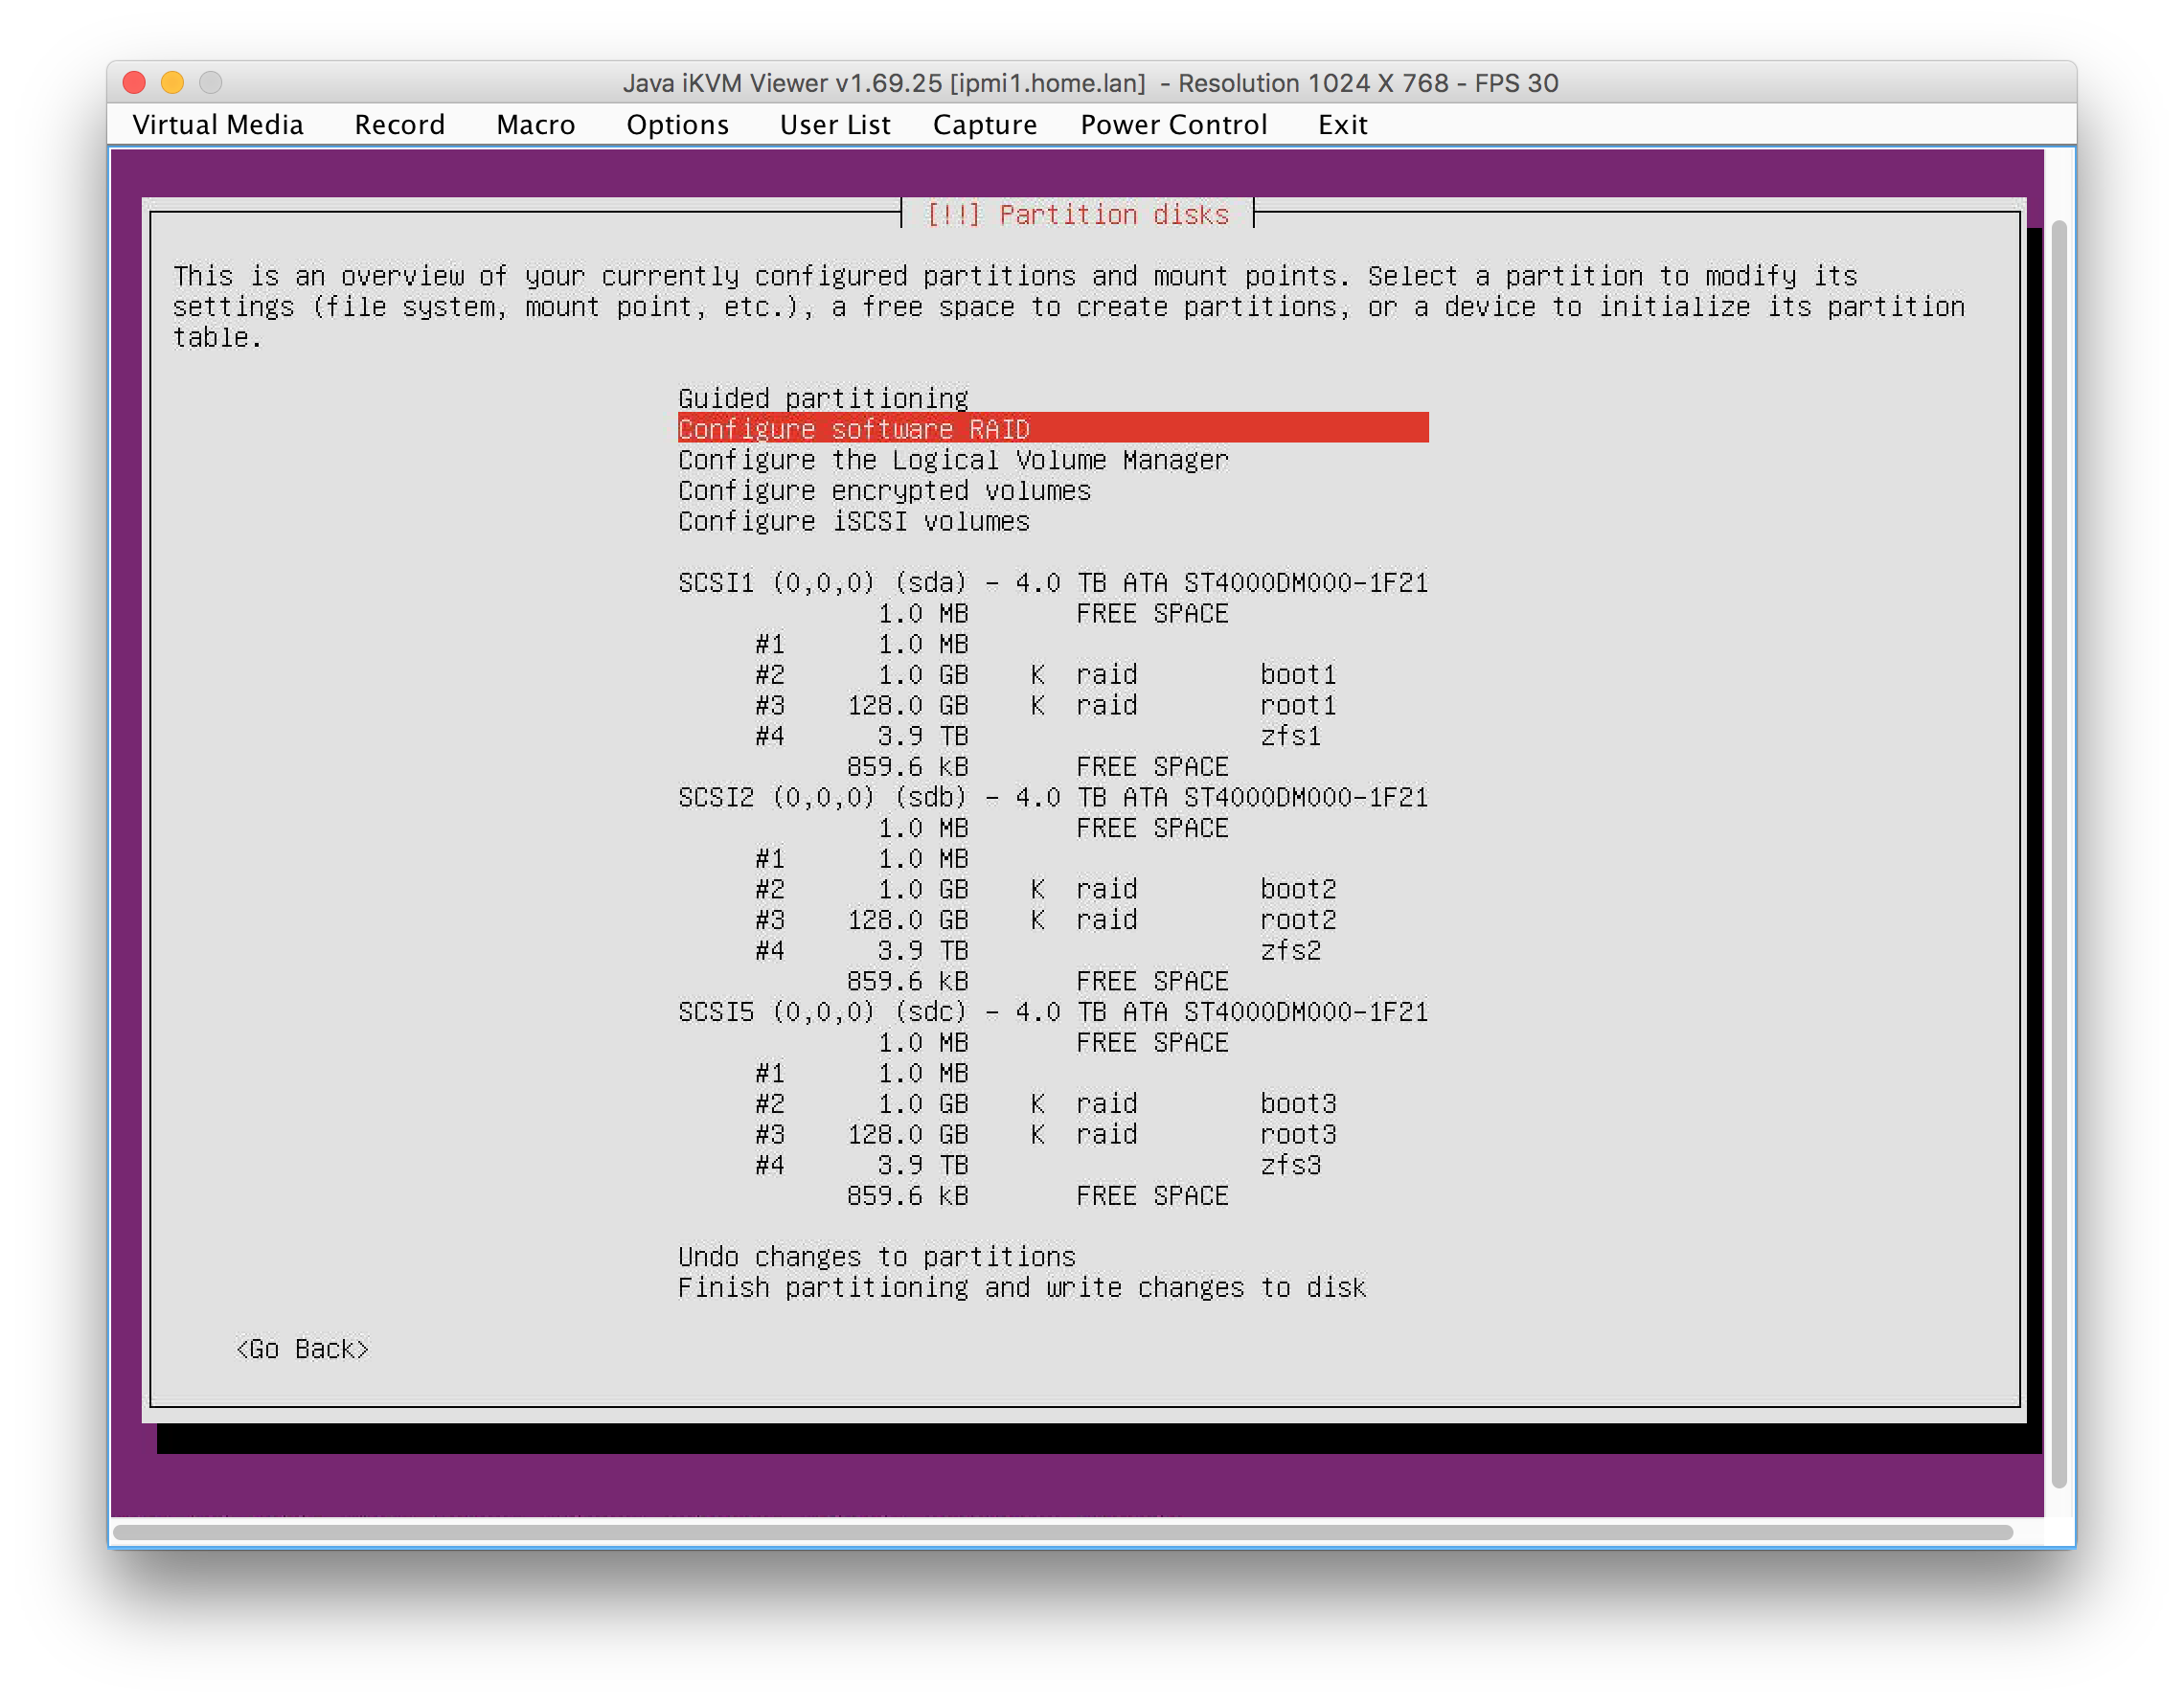 Java iKVM Viewer v1.69.25 [ipmi1.home.lan] - Resolution 1024 X 768 - FPS 30
Virtual Media Record Macro Options User List Capture Power Control Exit
[!!] Partition disks
This is an overview of your currently configured partitions and mount points. Select a partition to modify its
settings (file system, mount point, etc.), a free space to create partitions, or a device to initialize its partition
table.
Guided partitioning
Configure software RAID
Configure the Logical Volume Manager
Configure encrypted volumes
Configure iSCSI volumes
SCSI1 (0,0,0) (sda) - 4.0 TB ATA ST4000DM000-1F21
1.0 MB FREE SPACE
#1 1.0 MB
#2 1.0 GB K raid boot1
#3 128.0 GB K raid root1
#4 3.9 TB zfs1
859.6 kB FREE SPACE
SCSI2 (0,0,0) (sdb) - 4.0 TB ATA ST4000DM000-1F21
1.0 MB FREE SPACE
#1 1.0 MB
#2 1.0 GB K raid boot2
#3 128.0 GB K raid root2
#4 3.9 TB zfs2
859.6 kB FREE SPACE
SCSI5 (0,0,0) (sdc) - 4.0 TB ATA ST4000DM000-1F21
1.0 MB FREE SPACE
#1 1.0 MB
#2 1.0 GB K raid boot3
#3 128.0 GB K raid root3
#4 3.9 TB zfs3
859.6 kB FREE SPACE
Undo changes to partitions
Finish partitioning and write changes to disk
<Go Back>